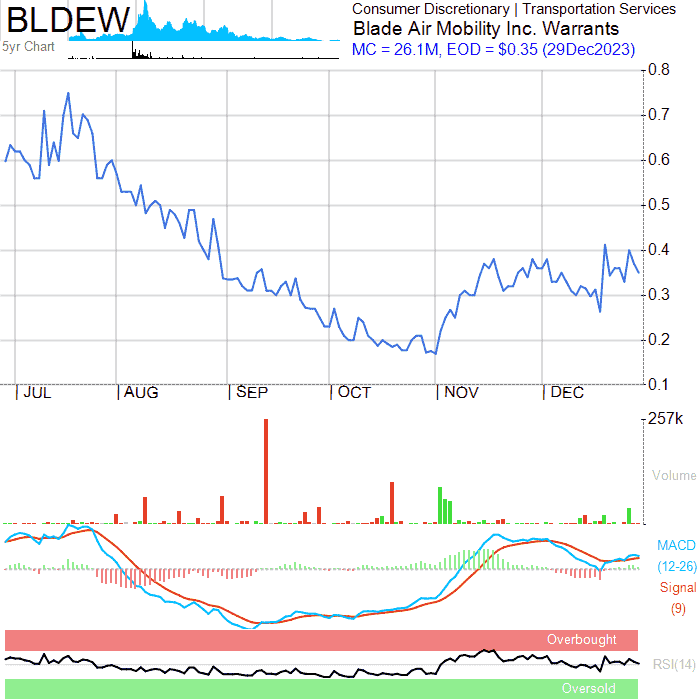 BLDEW
5yr Chart
Consumer Discretionary | Transportation Services
Blade Air Mobility Inc. Warrants
MC = 26.1M, EOD = $0.35 (29Dec2023)
0.8
0.7
0.6
0.5
0.4
0.3
0.2
0.1
JUL AUG SEP OCT NOV DEC
257k
Volume
MACD
(12-26)
Signal
(9)
Overbought
RSI(14)
Oversold